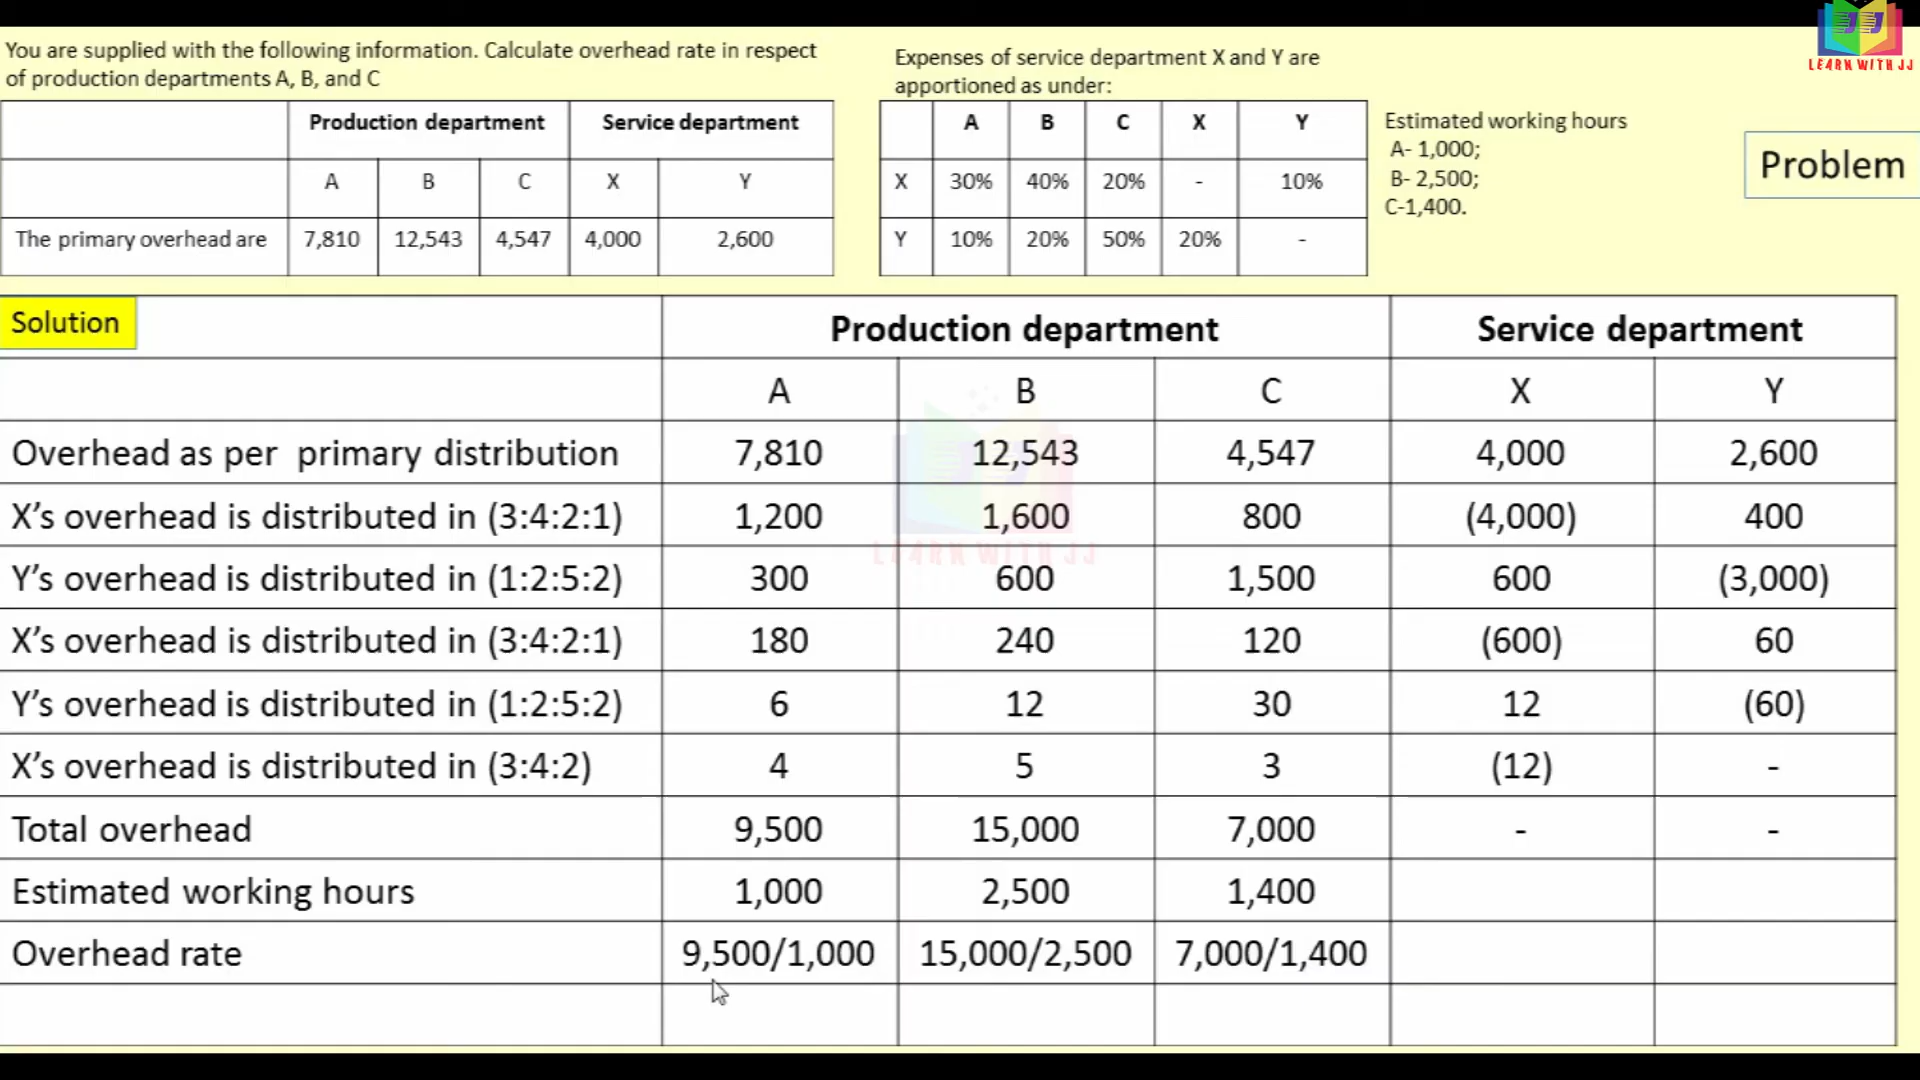 You are supplied with the following information. Calculate overhead rate in respect
of production departments A, B, and C
Production department Service department
A B C X Y
The primary overhead are 7,810 12,543 4,547 4,000 2,600
Expenses of service department X and Y are
apportioned as under:
A B C X Y
X 30% 40% 20% - 10%
Y 10% 20% 50% 20% -
Estimated working hours
A- 1,000;
B- 2,500;
C-1,400.
LEARN WITH JJ
Problem
Solution Production department Service department
A B C X Y
Overhead as per primary distribution 7,810 12,543 4,547 4,000 2,600
X's overhead is distributed in (3:4:2:1) 1,200 1,600 800 (4,000) 400
Y's overhead is distributed in (1:2:5:2) 300 600 1,500 600 (3,000)
X's overhead is distributed in (3:4:2:1) 180 240 120 (600) 60
Y's overhead is distributed in (1:2:5:2) 6 12 30 12 (60)
X's overhead is distributed in (3:4:2) 4 5 3 (12) -
Total overhead 9,500 15,000 7,000 - -
Estimated working hours 1,000 2,500 1,400
Overhead rate 9,500/1,000 15,000/2,500 7,000/1,400
LEARN WITH JJ